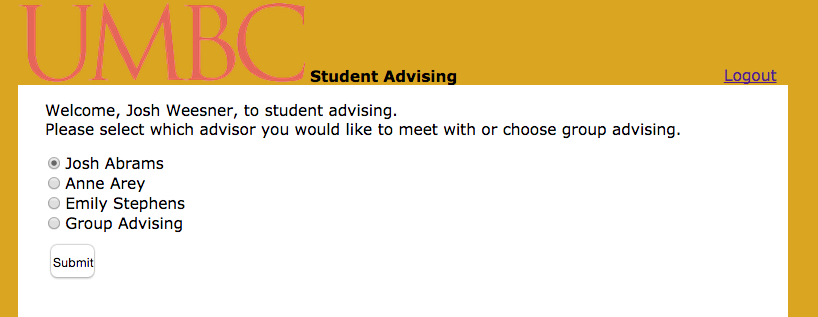 UMBC Student Advising Logout
Welcome, Josh Weesner, to student advising.
Please select which advisor you would like to meet with or choose group advising.
Josh Abrams
Anne Arey
Emily Stephens
Group Advising
Submit